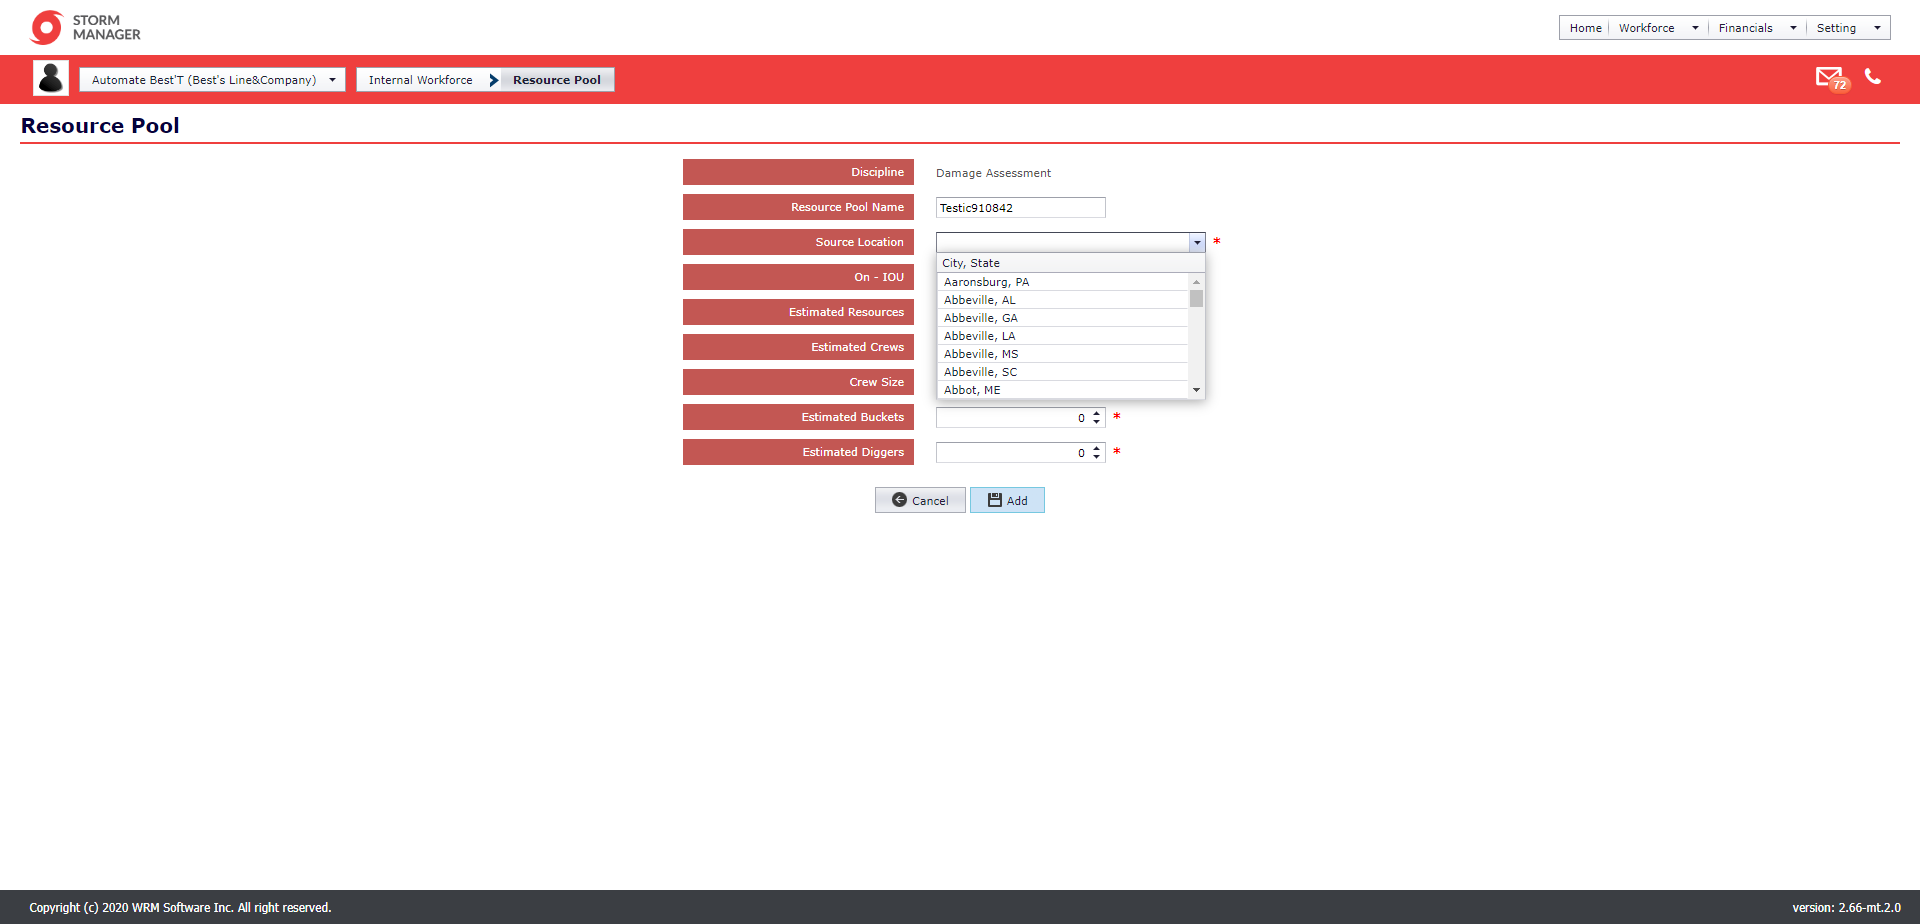 STORM
MANAGER
Home Workforce Financials Setting
Automate Best'T (Best's Line&Company) Internal Workforce Resource Pool
72
Resource Pool
Discipline Damage Assessment
Resource Pool Name Testic910842
Source Location *
City, State
Aaronsburg, PA
Abbeville, AL
Abbeville, GA
Abbeville, LA
Abbeville, MS
Abbeville, SC
Abbot, ME
On - IOU
Estimated Resources
Estimated Crews
Crew Size
Estimated Buckets 0 *
Estimated Diggers 0 *
Cancel Add
Copyright (c) 2020 WRM Software Inc. All right reserved. version: 2.66-mt.2.0